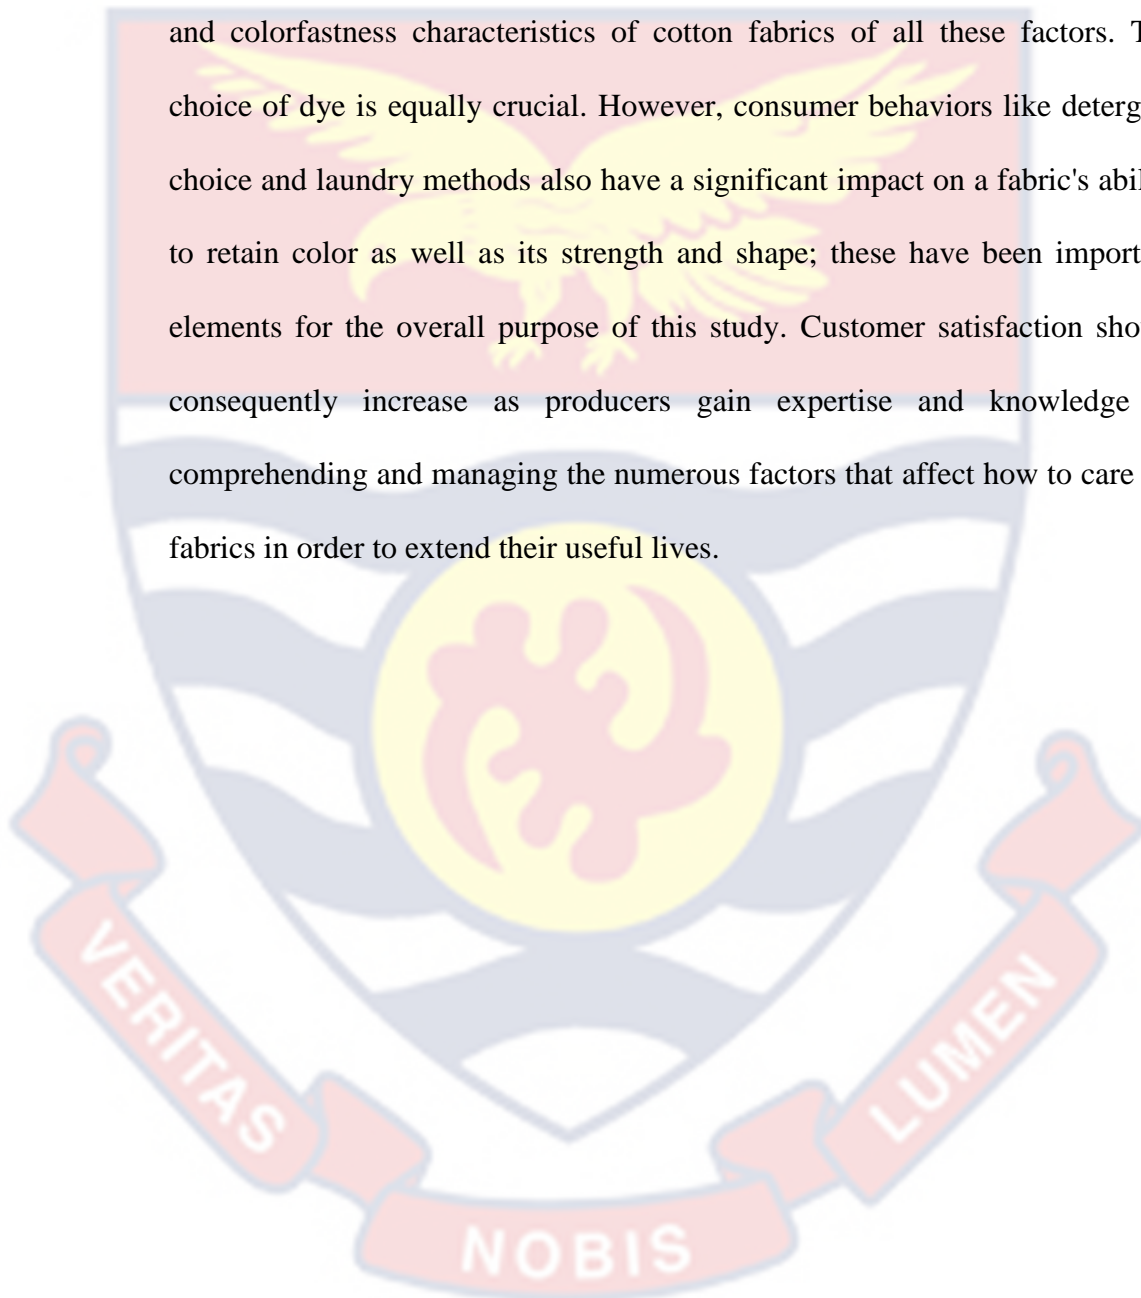 and colorfastness characteristics of cotton fabrics of all these factors. T
choice of dye is equally crucial. However, consumer behaviors like deterg
choice and laundry methods also have a significant impact on a fabric's abil
to retain color as well as its strength and shape; these have been import
elements for the overall purpose of this study. Customer satisfaction sho
consequently increase as producers gain expertise and knowledge
comprehending and managing the numerous factors that affect how to care
fabrics in order to extend their useful lives.
VERITAS
NOBIS
LUMEN